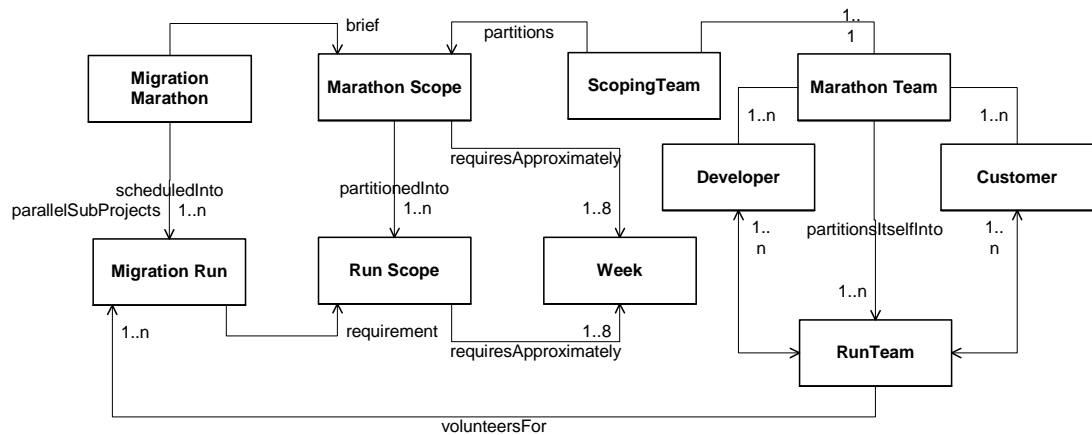 brief
partitions
1..
1
Migration
Marathon
Marathon Scope
ScopingTeam
Marathon Team
1..n
1..n
requiresApproximately
Developer
Customer
scheduledInto
parallelSubProjects
1..n
partitionedInto
1..n
1..8
1..
n
partitionsItselfInto
1..
n
Migration Run
Run Scope
Week
1..n
1..n
requirement
1..8
requiresApproximately
RunTeam
volunteersFor